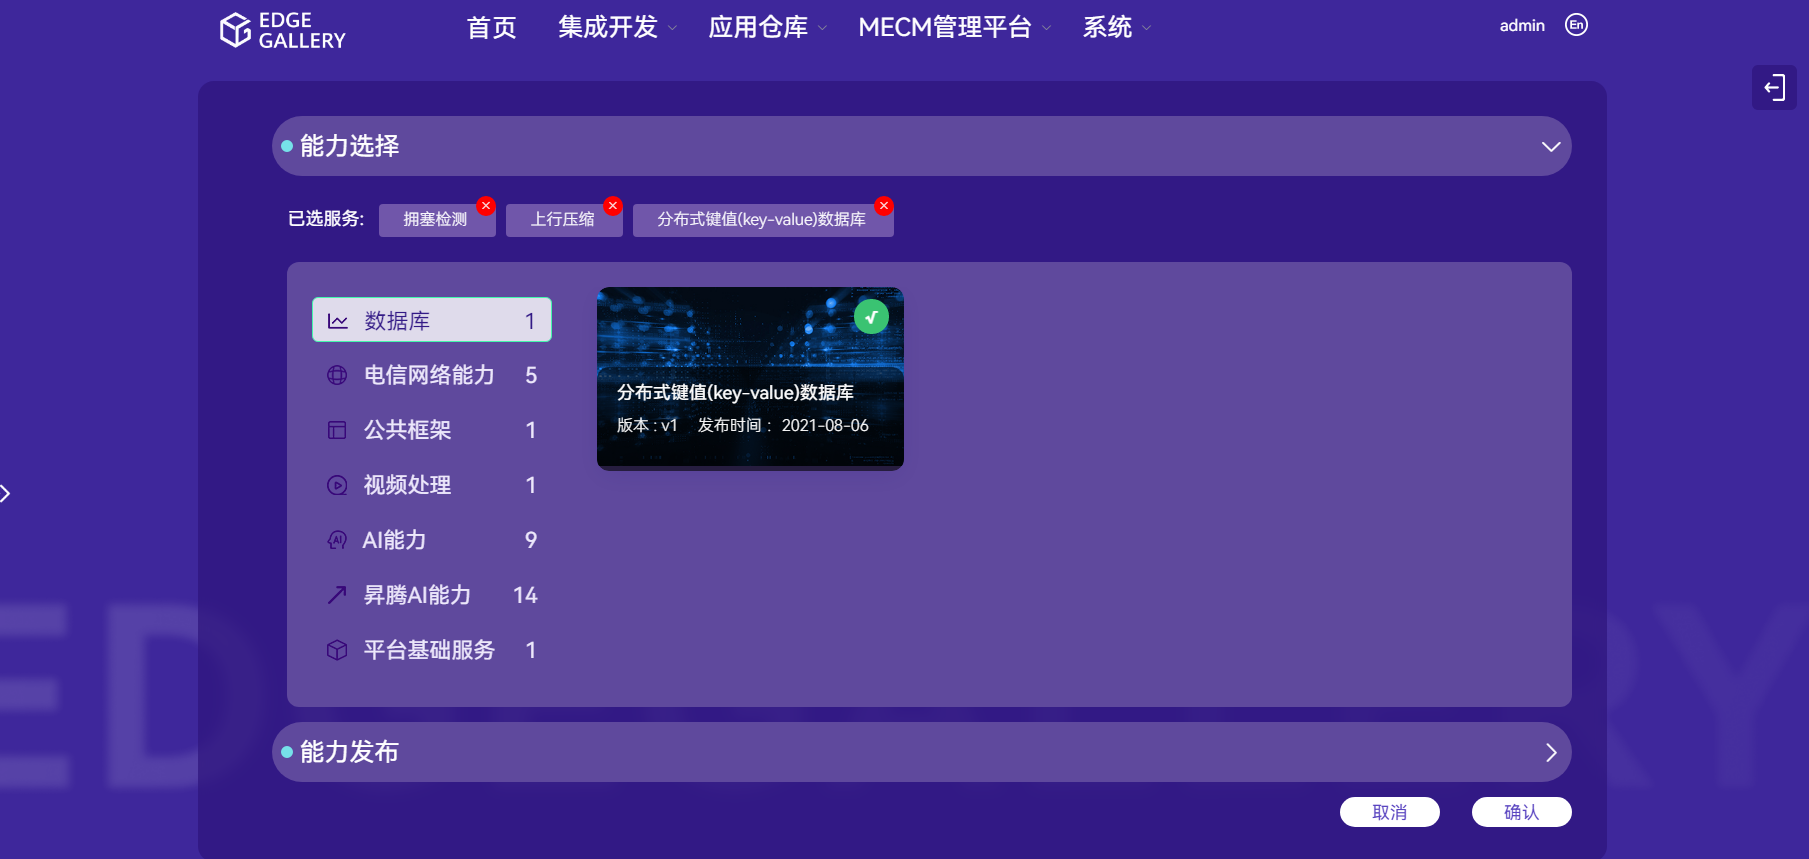 EDGE
GALLERY
首页 集成开发 应用仓库 MECM管理平台 系统
admin En
能力选择
已选服务: 拥塞检测 上行压缩 分布式键值(key-value)数据库
数据库 1
电信网络能力 5
公共框架 1
视频处理 1
AI能力 9
昇腾AI能力 14
平台基础服务 1
分布式键值(key-value)数据库
版本 : v1 发布时间 : 2021-08-06
能力发布
取消 确认